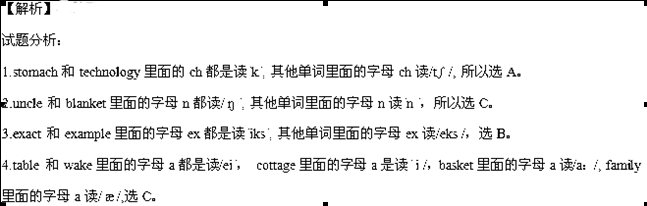 【解析】
试题分析：
1.stomach 和 technology 里面的 ch 都是读'k', 其他单词里面的字母 ch 读/tʃ /, 所以选 A。
2.uncle 和 blanket 里面的字母 n 都读/ ŋ ', 其他单词里面的字母 n 读'n'，所以选 C。
3.exact 和 example 里面的字母 ex 都是读'iks', 其他单词里面的字母 ex 读/eks /，选 B。
4.table 和 wake 里面的字母 a 都是读/ei'， cottage 里面的字母 a 是读 ' i /，basket 里面的字母 a 读/a：/, family
里面的字母 a 读/ æ /,选 C。